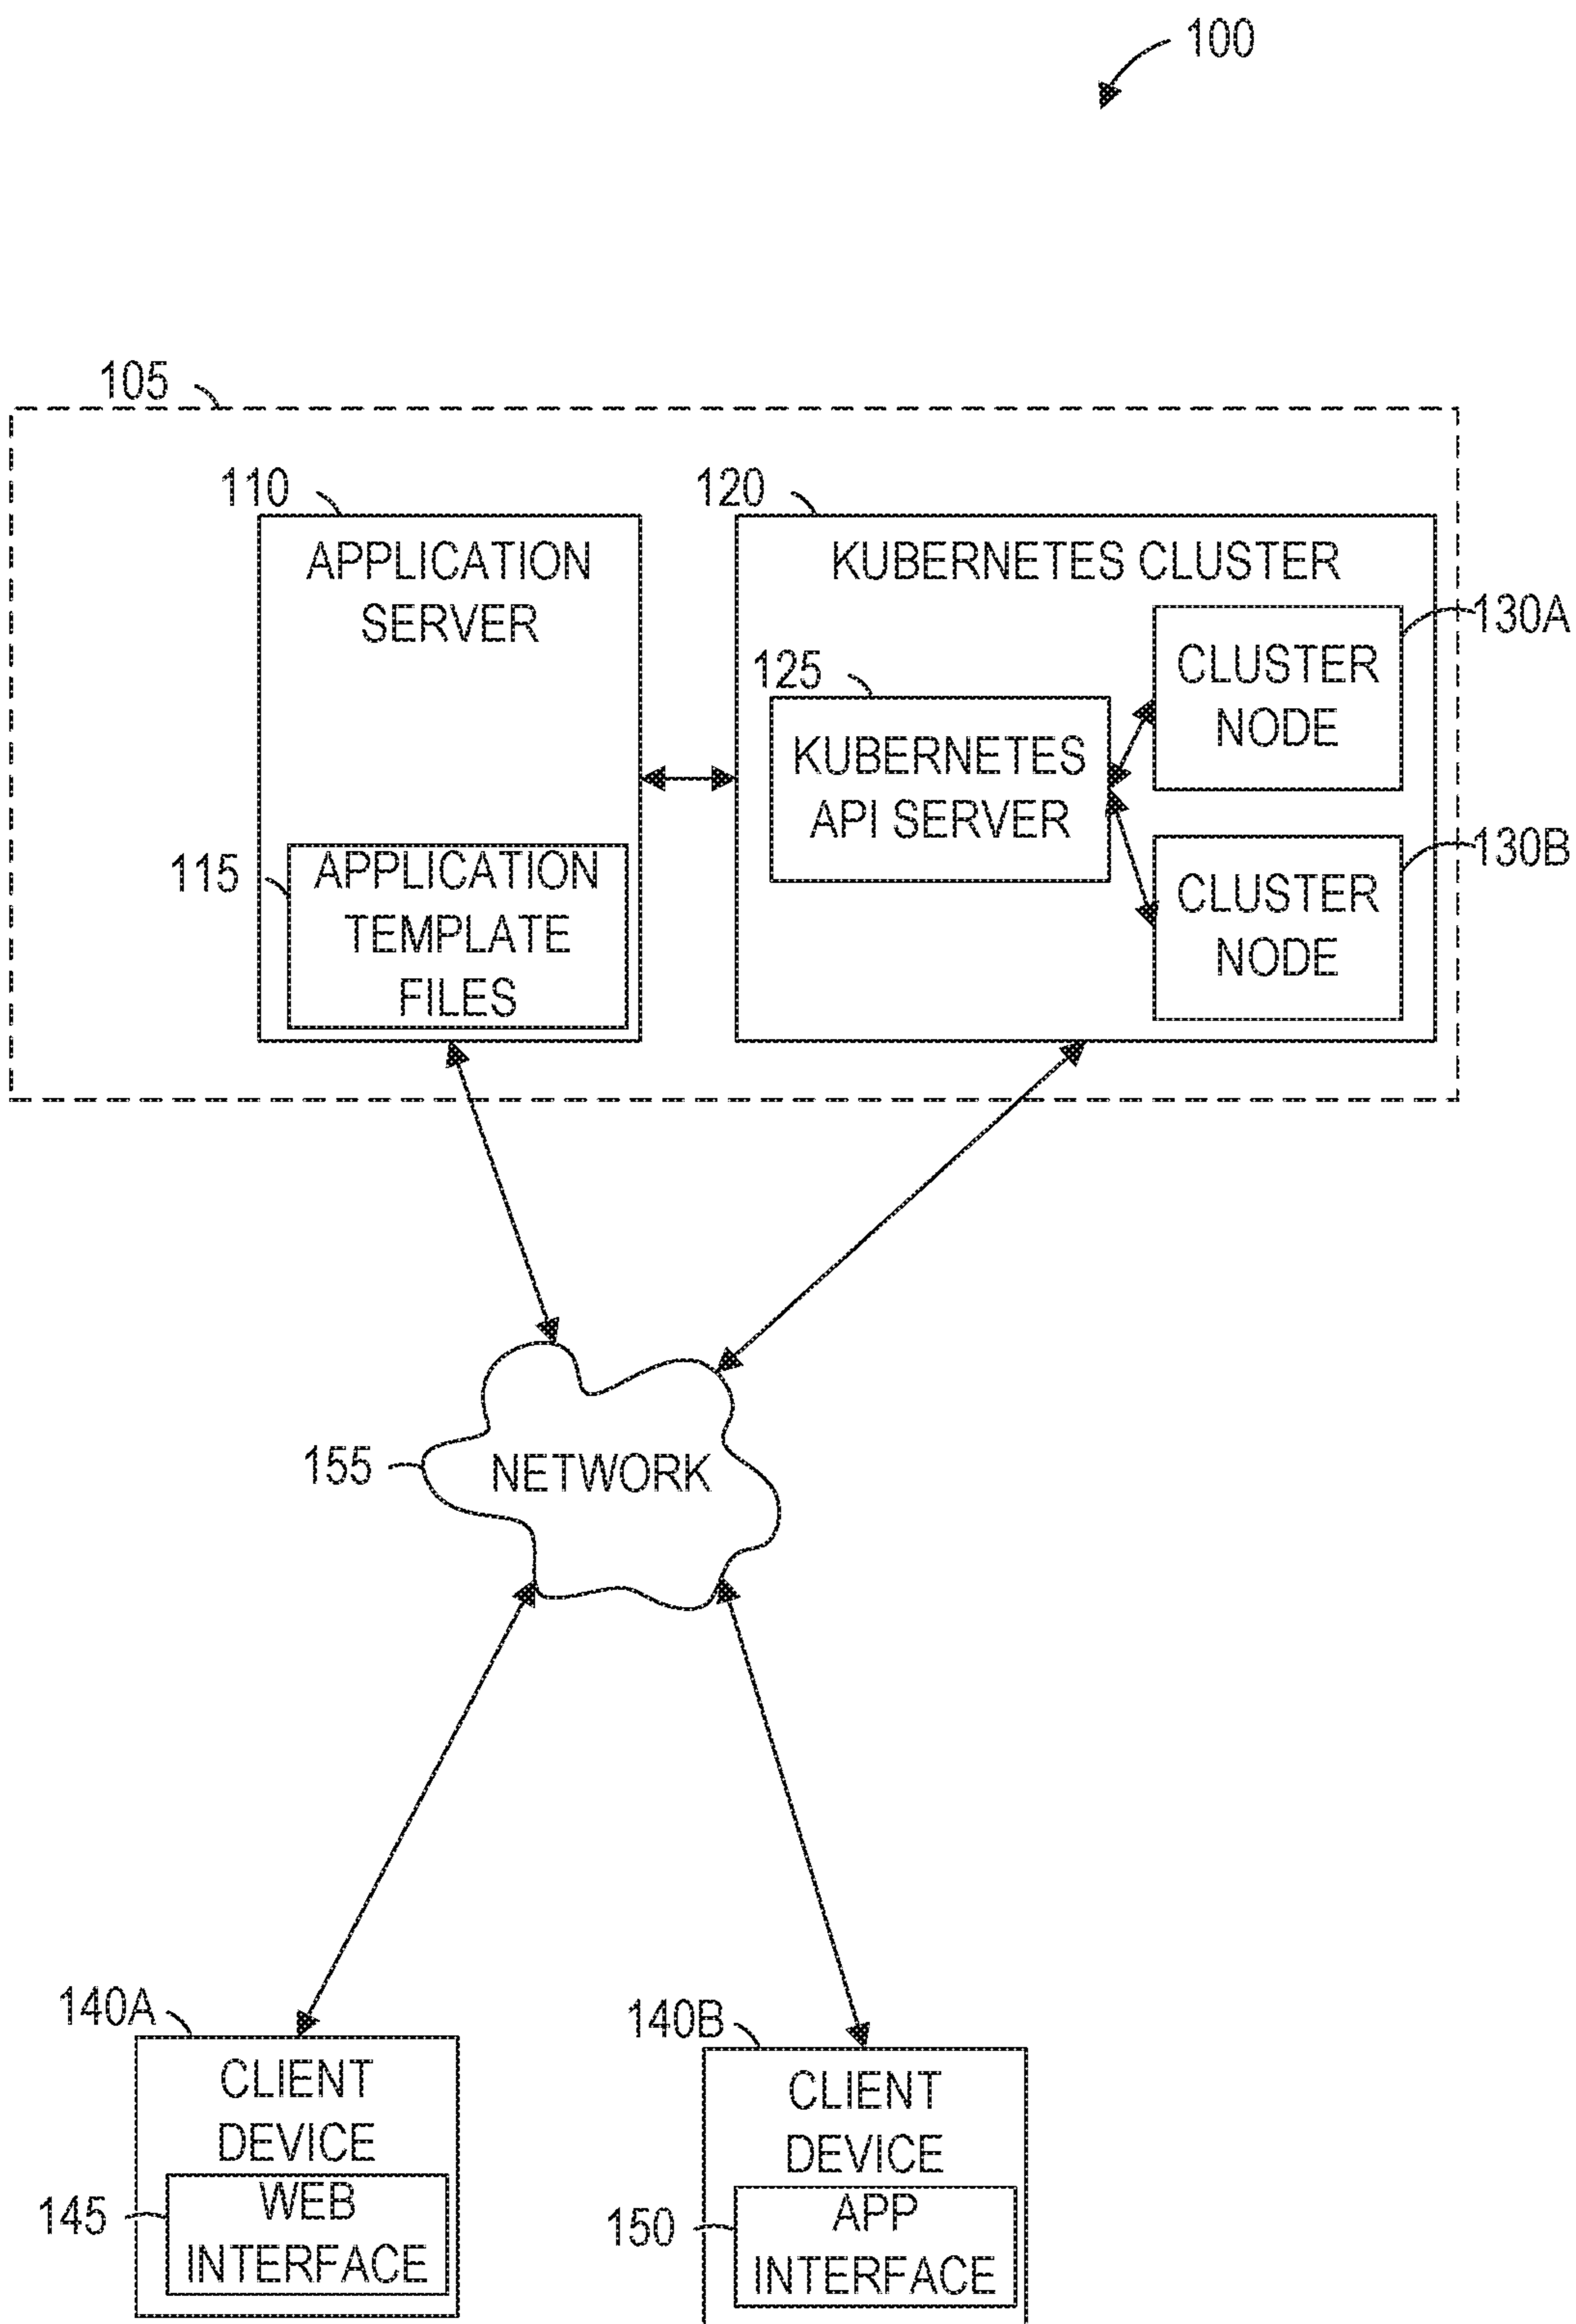 100
105
110
APPLICATION
SERVER
115
APPLICATION
TEMPLATE
FILES
120
KUBERNETES CLUSTER
125
KUBERNETES
API SERVER
130A
CLUSTER
NODE
130B
CLUSTER
NODE
155
NETWORK
140A
CLIENT
DEVICE
145
WEB
INTERFACE
140B
CLIENT
DEVICE
150
APP
INTERFACE